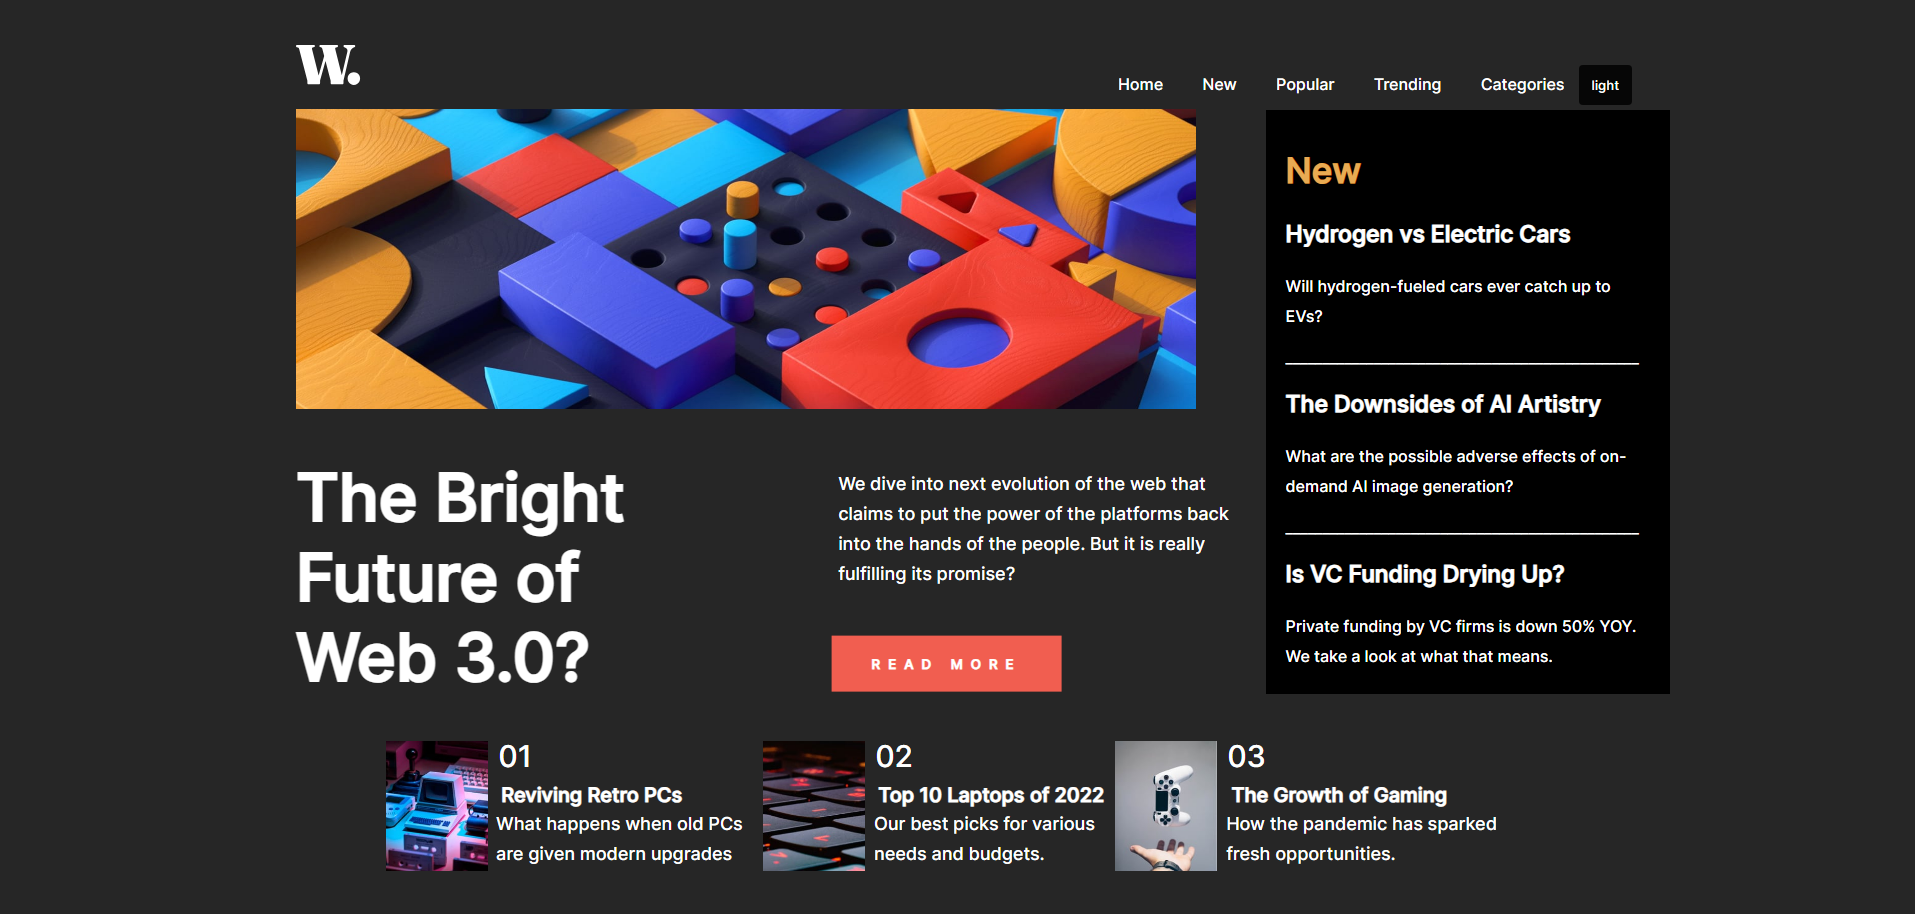 W.
Home New Popular Trending Categories light
New
Hydrogen vs Electric Cars
Will hydrogen-fueled cars ever catch up to
EVs?
The Downsides of AI Artistry
What are the possible adverse effects of on-
demand AI image generation?
Is VC Funding Drying Up?
Private funding by VC firms is down 50% YOY.
We take a look at what that means.
The Bright
Future of
Web 3.0?
We dive into next evolution of the web that
claims to put the power of the platforms back
into the hands of the people. But it is really
fulfilling its promise?
READ MORE
01
Reviving Retro PCs
What happens when old PCs
are given modern upgrades
02
Top 10 Laptops of 2022
Our best picks for various
needs and budgets.
03
The Growth of Gaming
How the pandemic has sparked
fresh opportunities.